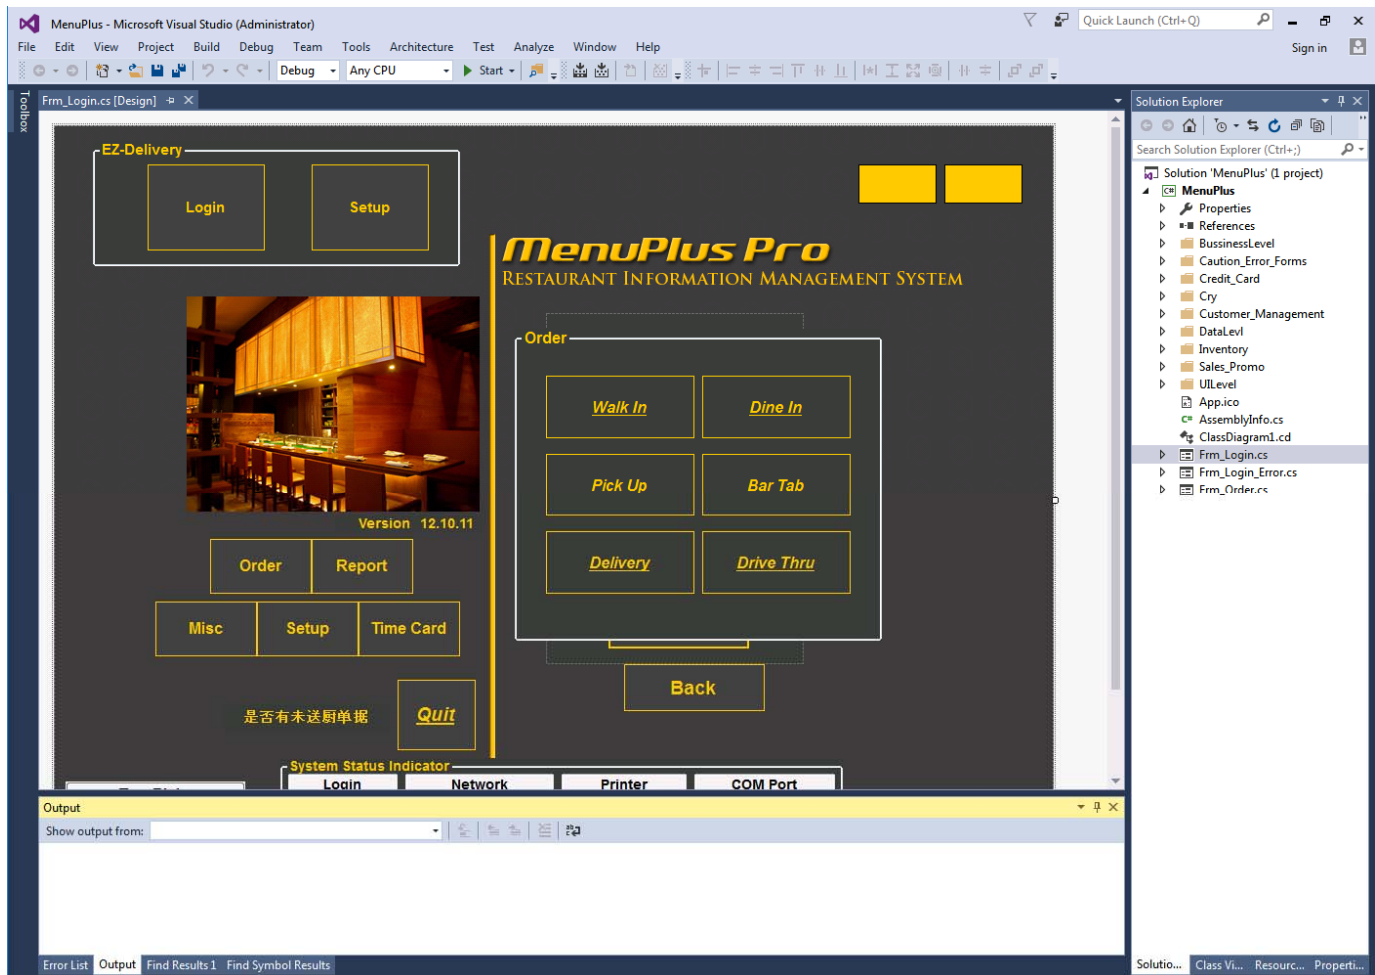 MenuPlus - Microsoft Visual Studio (Administrator)
Quick Launch (Ctrl+Q)
File Edit View Project Build Debug Team Tools Architecture Test Analyze Window Help
Sign in
Debug Any CPU Start
Toolbox
Frm_Login.cs [Design]
EZ-Delivery
Login Setup
MenuPlus Pro
Restaurant Information Management System
Order
Walk In Dine In
Pick Up Bar Tab
Delivery Drive Thru
Version 12.10.11
Order Report
Misc Setup Time Card
Back
是否有未送厨单据
Quit
System Status Indicator
Login Network Printer COM Port
Output
Show output from:
Error List Output Find Results 1 Find Symbol Results
Solution Explorer
Search Solution Explorer (Ctrl+;)
Solution 'MenuPlus' (1 project)
MenuPlus
Properties
References
BussinessLevel
Caution_Error_Forms
Credit_Card
Cry
Customer_Management
DataLevl
Inventory
Sales_Promo
UILevel
App.ico
AssemblyInfo.cs
ClassDiagram1.cd
Frm_Login.cs
Frm_Login_Error.cs
Frm_Order.cs
Solutio... Class Vi... Resourc... Properti...